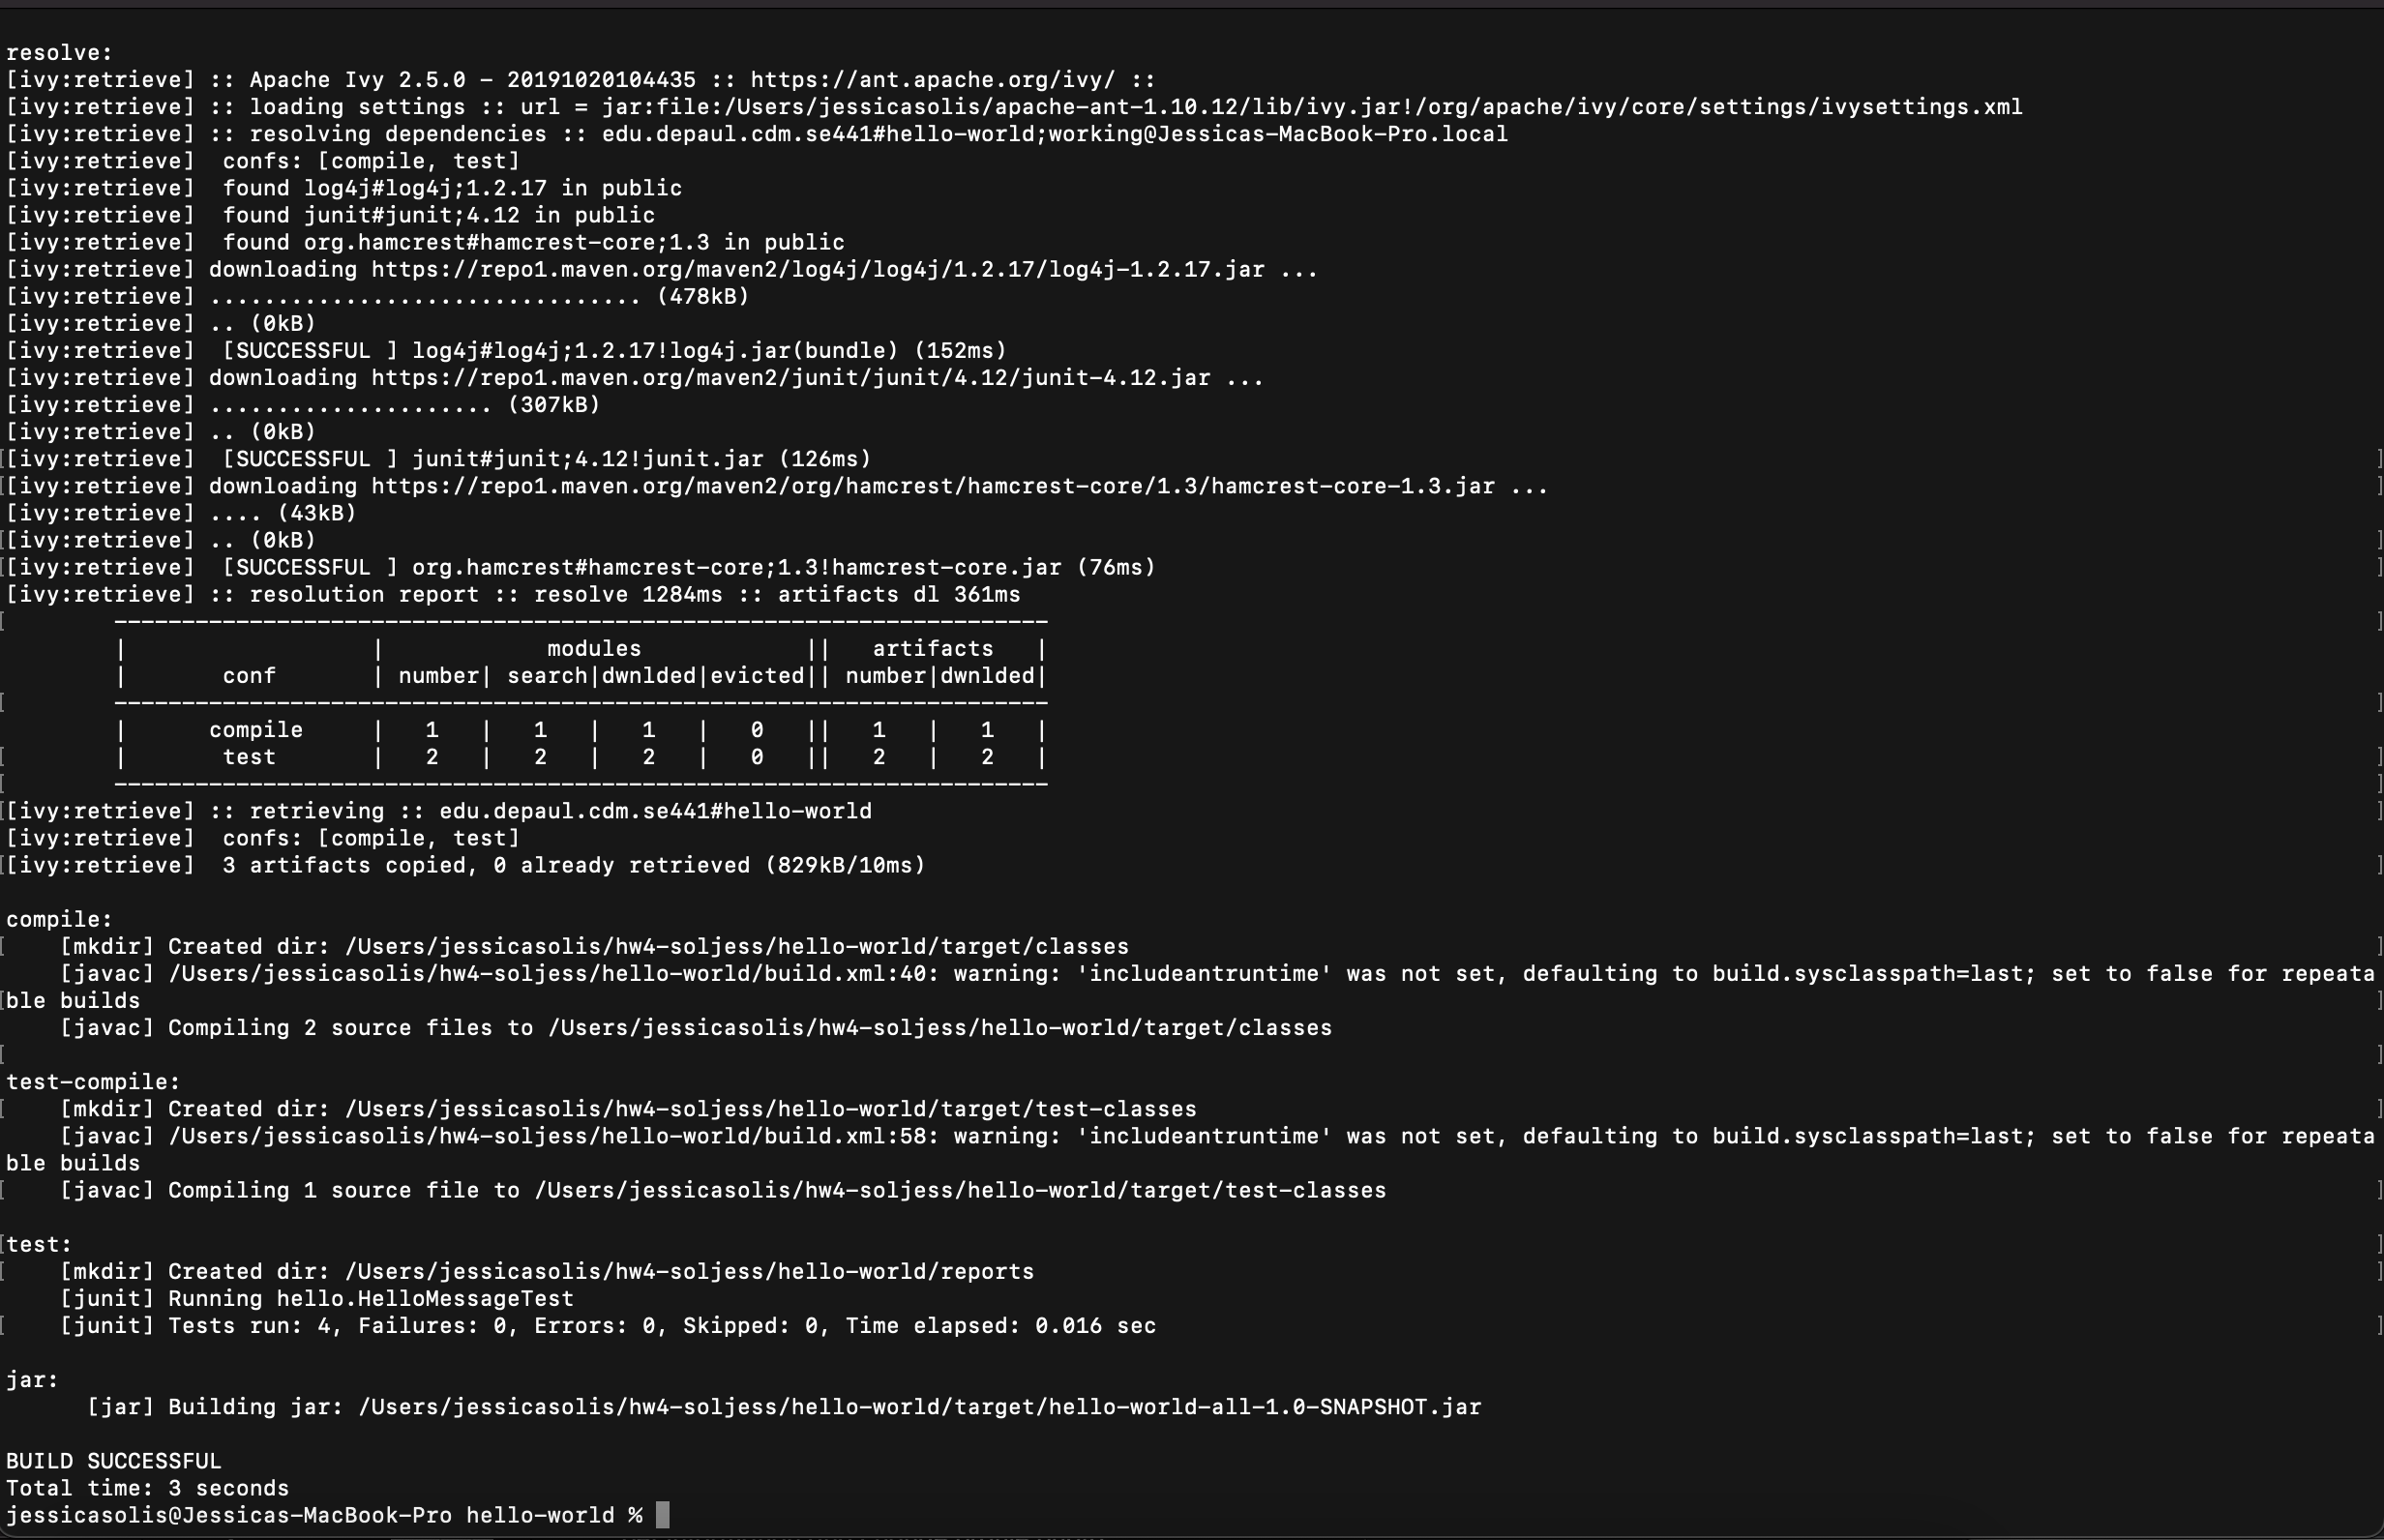 resolve:
[ivy:retrieve] :: Apache Ivy 2.5.0 - 20191020104435 :: https://ant.apache.org/ivy/ ::
[ivy:retrieve] :: loading settings :: url = jar:file:/Users/jessicasolis/apache-ant-1.10.12/lib/ivy.jar!/org/apache/ivy/core/settings/ivysettings.xml
[ivy:retrieve] :: resolving dependencies :: edu.depaul.cdm.se441#hello-world;working@Jessicas-MacBook-Pro.local
[ivy:retrieve]  confs: [compile, test]
[ivy:retrieve]  found log4j#log4j;1.2.17 in public
[ivy:retrieve]  found junit#junit;4.12 in public
[ivy:retrieve]  found org.hamcrest#hamcrest-core;1.3 in public
[ivy:retrieve] downloading https://repo1.maven.org/maven2/log4j/log4j/1.2.17/log4j-1.2.17.jar ...
[ivy:retrieve] ................................ (478kB)
[ivy:retrieve] .. (0kB)
[ivy:retrieve]  [SUCCESSFUL ] log4j#log4j;1.2.17!log4j.jar(bundle) (152ms)
[ivy:retrieve] downloading https://repo1.maven.org/maven2/junit/junit/4.12/junit-4.12.jar ...
[ivy:retrieve] ..................... (307kB)
[ivy:retrieve] .. (0kB)
[ivy:retrieve]  [SUCCESSFUL ] junit#junit;4.12!junit.jar (126ms)
[ivy:retrieve] downloading https://repo1.maven.org/maven2/org/hamcrest/hamcrest-core/1.3/hamcrest-core-1.3.jar ...
[ivy:retrieve] .... (43kB)
[ivy:retrieve] .. (0kB)
[ivy:retrieve]  [SUCCESSFUL ] org.hamcrest#hamcrest-core;1.3!hamcrest-core.jar (76ms)
[ivy:retrieve] :: resolution report :: resolve 1284ms :: artifacts dl 361ms
        ---------------------------------------------------------------------
        |                  |            modules            ||   artifacts   |
        |       conf       | number| search|dwnlded|evicted|| number|dwnlded|
        ---------------------------------------------------------------------
        |      compile     |   1   |   1   |   1   |   0   ||   1   |   1   |
        |       test       |   2   |   2   |   2   |   0   ||   2   |   2   |
        ---------------------------------------------------------------------
[ivy:retrieve] :: retrieving :: edu.depaul.cdm.se441#hello-world
[ivy:retrieve]  confs: [compile, test]
[ivy:retrieve]  3 artifacts copied, 0 already retrieved (829kB/10ms)

compile:
    [mkdir] Created dir: /Users/jessicasolis/hw4-soljess/hello-world/target/classes
    [javac] /Users/jessicasolis/hw4-soljess/hello-world/build.xml:40: warning: 'includeantruntime' was not set, defaulting to build.sysclasspath=last; set to false for repeata
ble builds
    [javac] Compiling 2 source files to /Users/jessicasolis/hw4-soljess/hello-world/target/classes

test-compile:
    [mkdir] Created dir: /Users/jessicasolis/hw4-soljess/hello-world/target/test-classes
    [javac] /Users/jessicasolis/hw4-soljess/hello-world/build.xml:58: warning: 'includeantruntime' was not set, defaulting to build.sysclasspath=last; set to false for repeata
ble builds
    [javac] Compiling 1 source file to /Users/jessicasolis/hw4-soljess/hello-world/target/test-classes

test:
    [mkdir] Created dir: /Users/jessicasolis/hw4-soljess/hello-world/reports
    [junit] Running hello.HelloMessageTest
    [junit] Tests run: 4, Failures: 0, Errors: 0, Skipped: 0, Time elapsed: 0.016 sec

jar:
      [jar] Building jar: /Users/jessicasolis/hw4-soljess/hello-world/target/hello-world-all-1.0-SNAPSHOT.jar

BUILD SUCCESSFUL
Total time: 3 seconds
jessicasolis@Jessicas-MacBook-Pro hello-world %